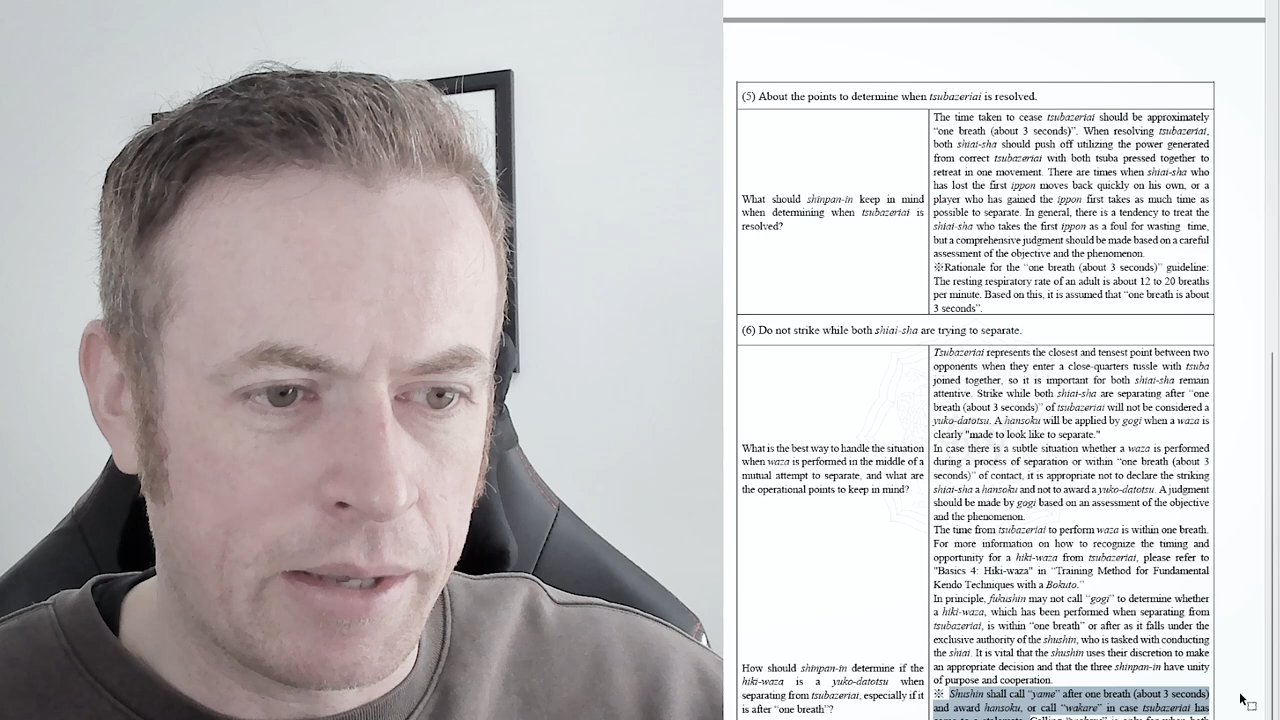 (5) About the points to determine when tsubazeriai is resolved.
What should shinpan-in keep in mind
when determining when tsubazeriai is
resolved?
The time taken to cease tsubazeriai should be approximately
“one breath (about 3 seconds)”. When resolving tsubazeriai,
both shiai-sha should push off utilizing the power generated
from correct tsubazeriai with both tsuba pressed together to
retreat in one movement. There are times when shiai-sha who
has lost the first ippon moves back quickly on his own, or a
player who has gained the ippon first takes as much time as
possible to separate. In general, there is a tendency to treat the
shiai-sha who takes the first ippon as a foul for wasting time,
but a comprehensive judgment should be made based on a careful
assessment of the objective and the phenomenon.
※Rationale for the “one breath (about 3 seconds)” guideline:
The resting respiratory rate of an adult is about 12 to 20 breaths
per minute. Based on this, it is assumed that “one breath is about
3 seconds”.
(6) Do not strike while both shiai-sha are trying to separate.
What is the best way to handle the situation
when waza is performed in the middle of a
mutual attempt to separate, and what are
the operational points to keep in mind?
Tsubazeriai represents the closest and tensest point between two
opponents when they enter a close-quarters tussle with tsuba
joined together, so it is important for both shiai-sha remain
attentive. Strike while both shiai-sha are separating after “one
breath (about 3 seconds)” of tsubazeriai will not be considered a
yuko-datotsu. A hansoku will be applied by gogi when a waza is
clearly "made to look like to separate."
In case there is a subtle situation whether a waza is performed
during a process of separation or within “one breath (about 3
seconds)” of contact, it is appropriate not to declare the striking
shiai-sha a hansoku and not to award a yuko-datotsu. A judgment
should be made by gogi based on an assessment of the objective
and the phenomenon.
The time from tsubazeriai to perform waza is within one breath.
For more information on how to recognize the timing and
opportunity for a hiki-waza from tsubazeriai, please refer to
"Basics 4: Hiki-waza" in “Training Method for Fundamental
Kendo Techniques with a Bokuto.”
How should shinpan-in determine if the
hiki-waza is a yuko-datotsu when
separating from tsubazeriai, especially if it
is after “one breath”?
In principle, fukushin may not call “gogi” to determine whether
a hiki-waza, which has been performed when separating from
tsubazeriai, is within “one breath” or after as it falls under the
exclusive authority of the shushin, who is tasked with conducting
the shiai. It is vital that the shushin uses their discretion to make
an appropriate decision and that the three shinpan-in have unity
of purpose and cooperation.
※ Shushin shall call “yame” after one breath (about 3 seconds)
and award hansoku, or call “wakare” in case tsubazeriai has